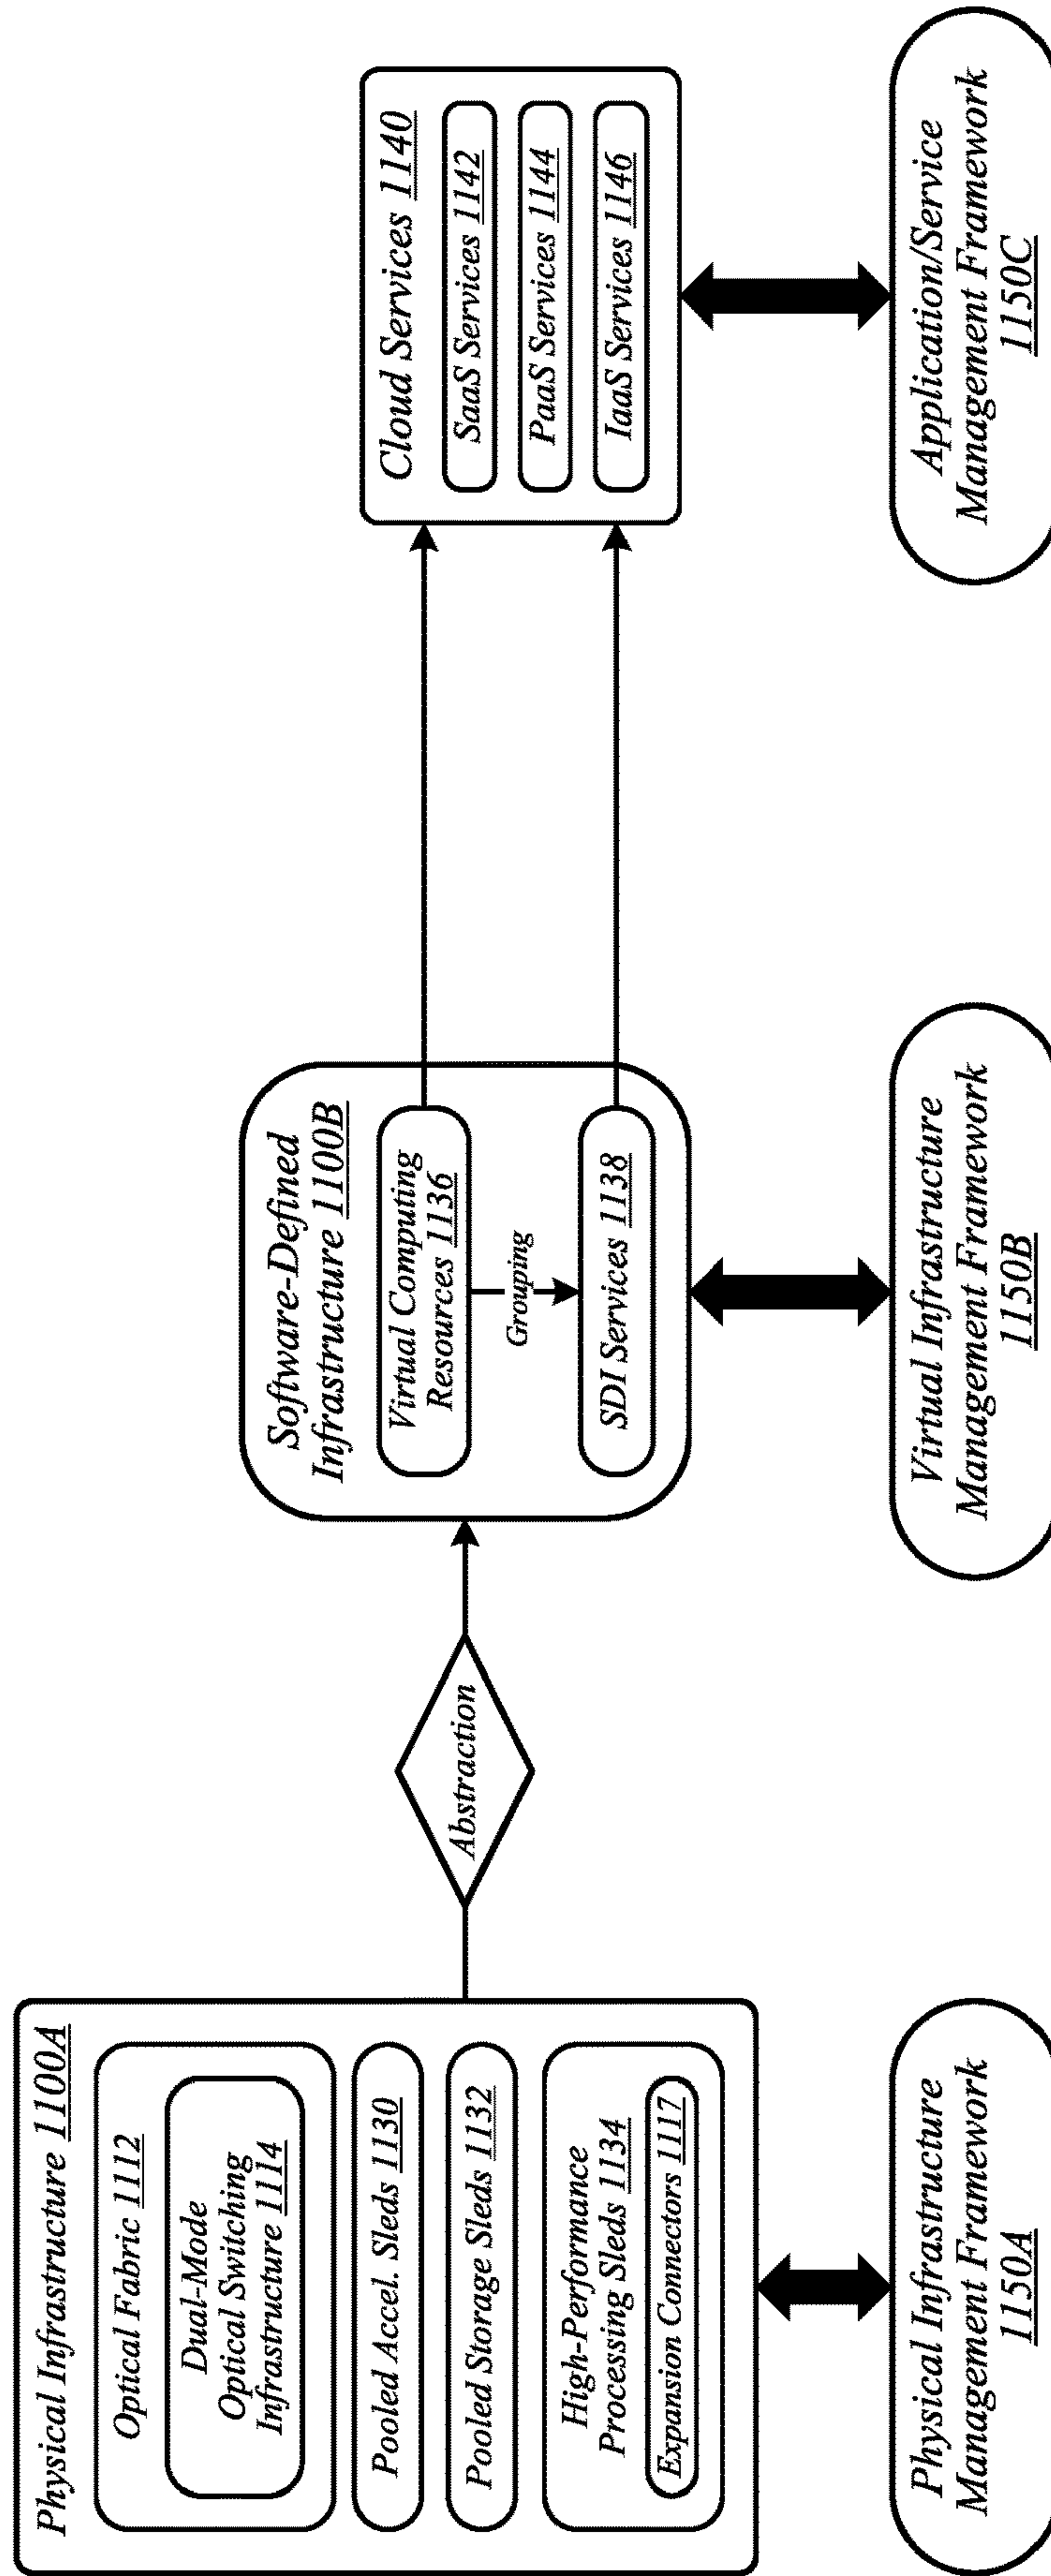 Physical Infrastructure 1100A
Optical Fabric 1112
Dual-Mode
Optical Switching
Infrastructure 1114
Pooled Accel. Sleds 1130
Pooled Storage Sleds 1132
High-Performance
Processing Sleds 1134
Expansion Connectors 1117
Physical Infrastructure
Management Framework
1150A
Abstraction
Software-Defined
Infrastructure 1100B
Virtual Computing
Resources 1136
Grouping
SDI Services 1138
Virtual Infrastructure
Management Framework
1150B
Cloud Services 1140
SaaS Services 1142
PaaS Services 1144
IaaS Services 1146
Application/Service
Management Framework
1150C